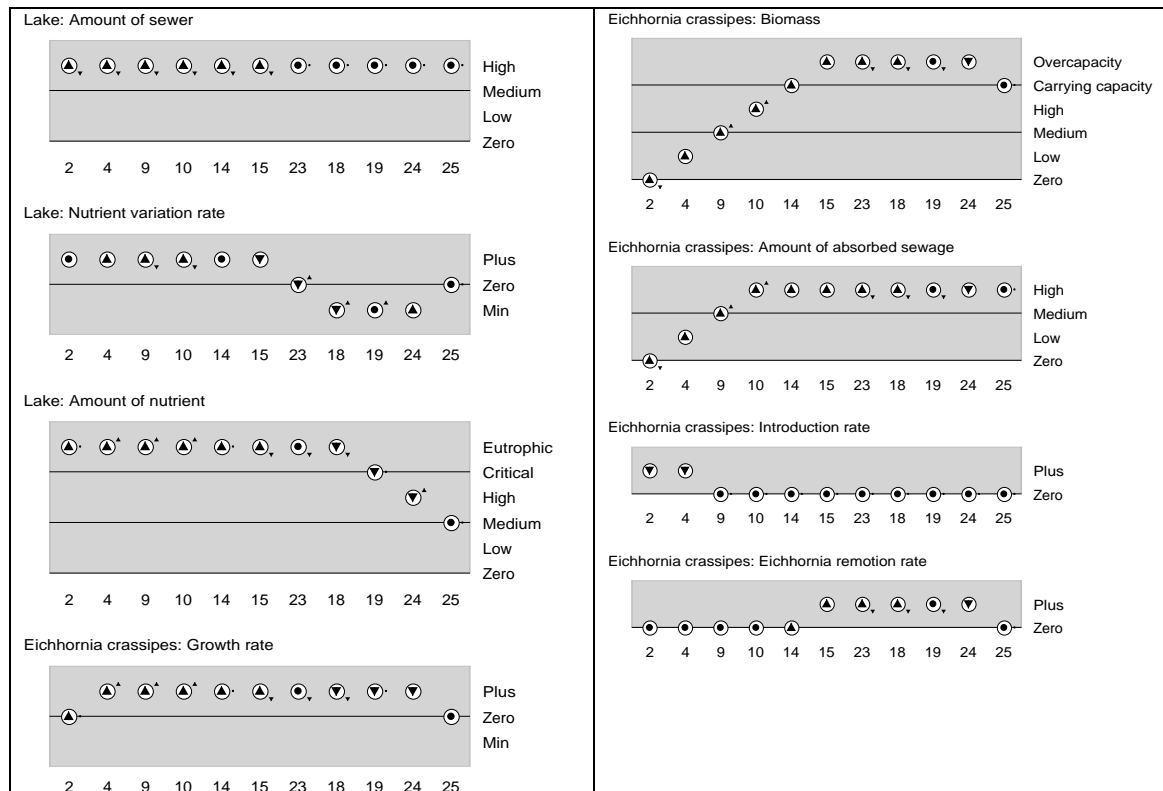 Lake: Amount of sewer
High
Medium
Low
Zero
2 4 9 10 14 15 23 18 19 24 25
Lake: Nutrient variation rate
Plus
Zero
Min
2 4 9 10 14 15 23 18 19 24 25
Lake: Amount of nutrient
Eutrophic
Critical
High
Medium
Low
Zero
2 4 9 10 14 15 23 18 19 24 25
Eichhornia crassipes: Growth rate
Plus
Zero
Min
2 4 9 10 14 15 23 18 19 24 25
Eichhornia crassipes: Biomass
Overcapacity
Carrying capacity
High
Medium
Low
Zero
2 4 9 10 14 15 23 18 19 24 25
Eichhornia crassipes: Amount of absorbed sewage
High
Medium
Low
Zero
2 4 9 10 14 15 23 18 19 24 25
Eichhornia crassipes: Introduction rate
Plus
Zero
2 4 9 10 14 15 23 18 19 24 25
Eichhornia crassipes: Eichhornia remotion rate
Plus
Zero
2 4 9 10 14 15 23 18 19 24 25